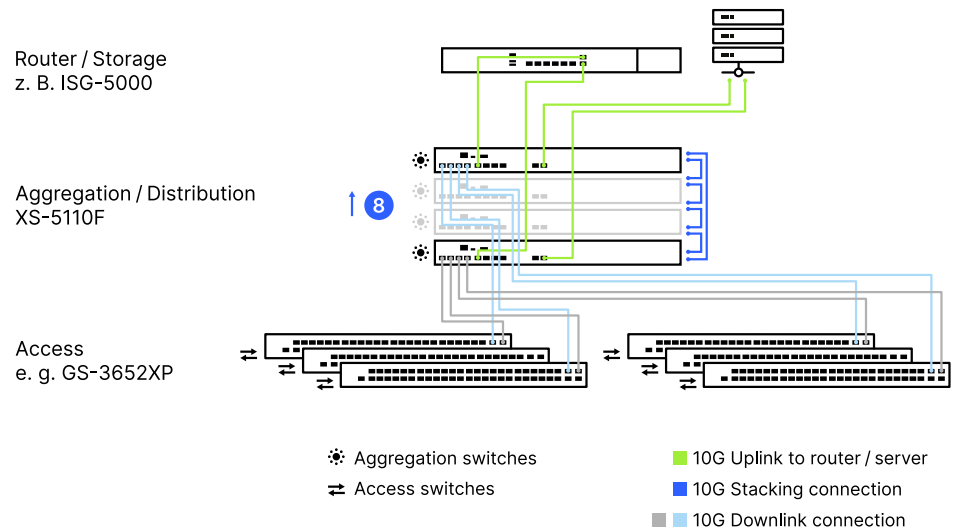 Router / Storage
z. B. ISG-5000
Aggregation / Distribution
XS-5110F
8
Access
e. g. GS-3652XP
Aggregation switches
Access switches
10G Uplink to router / server
10G Stacking connection
10G Downlink connection